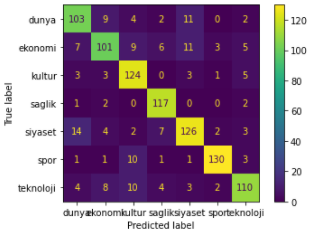 dunya 103 9 4 2 11 0 2
ekonomi 7 101 9 6 11 3 5
kultur 3 3 124 0 3 1 5
saglik 1 2 0 117 0 0 2
siyaset 14 4 2 7 126 2 3
spor 1 1 10 1 1 130 3
teknoloji 4 8 10 4 3 2 110
dunya ekonomi kultur saglik siyaset spor teknoloji
Predicted label
True label
120
100
80
60
40
20
0